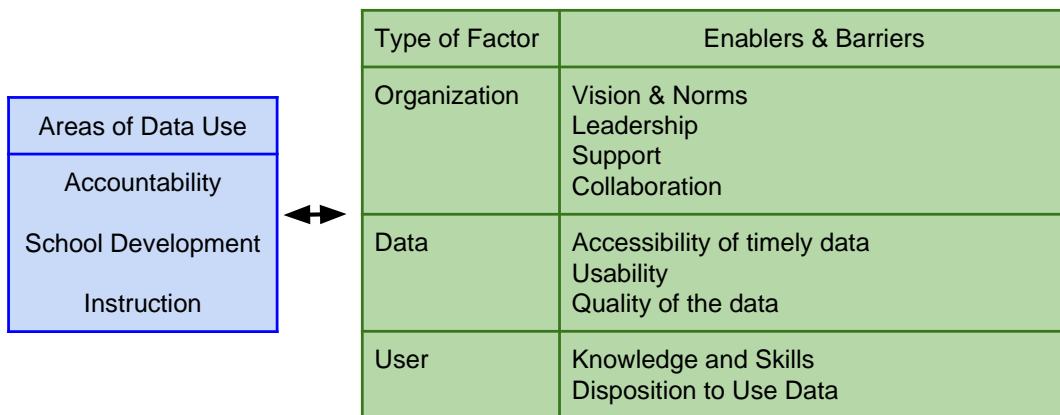 Areas of Data Use
Accountability
School Development
Instruction
Type of Factor
Enablers & Barriers
Organization
Vision & Norms
Leadership
Support
Collaboration
Data
Accessibility of timely data
Usability
Quality of the data
User
Knowledge and Skills
Disposition to Use Data